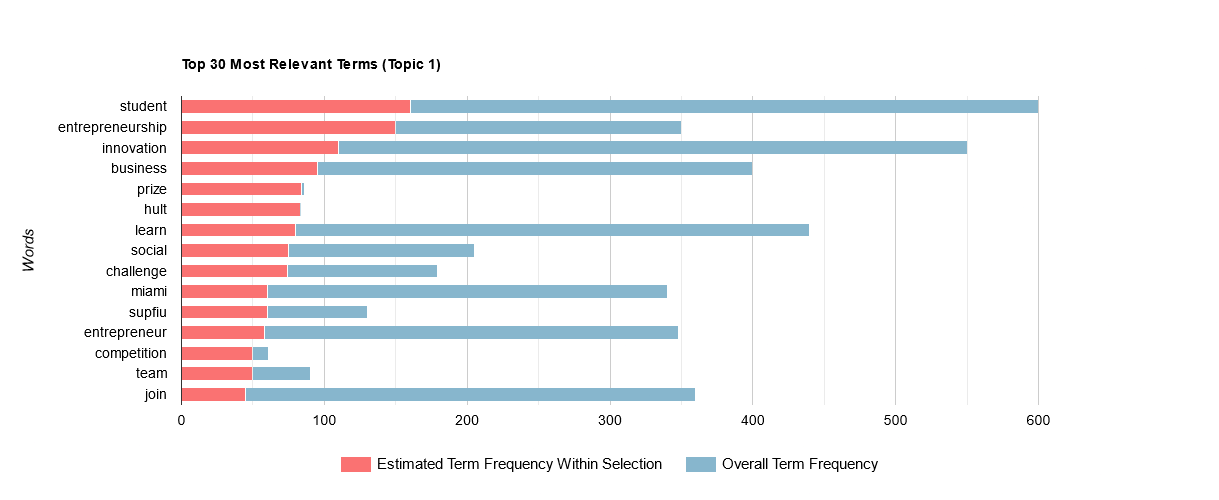 Top 30 Most Relevant Terms (Topic 1)
Words
student
entrepreneurship
innovation
business
prize
hult
learn
social
challenge
miami
supfiu
entrepreneur
competition
team
join
0 100 200 300 400 500 600
Estimated Term Frequency Within Selection Overall Term Frequency